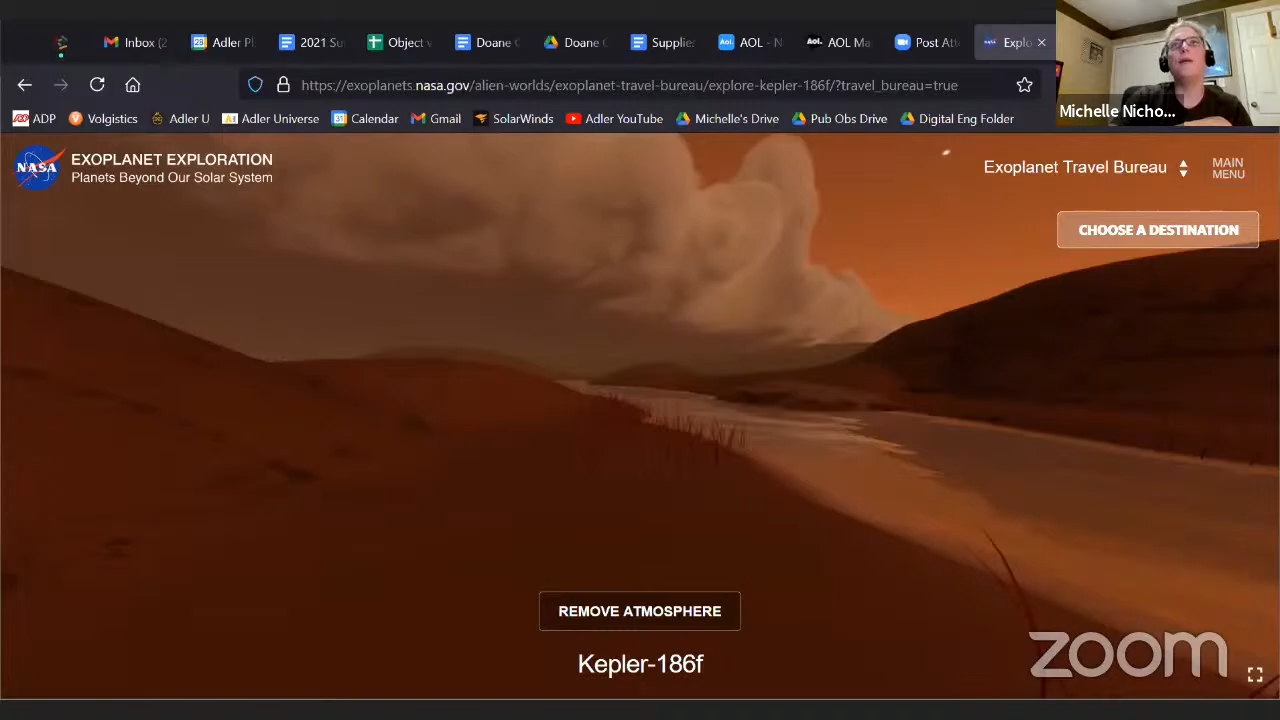 Inbox (2
Adler Pl
2021 Su
Object v
Doane C
Doane C
Supplies
AOL - N
AOL Ma
Post Att
Explo
https://exoplanets.nasa.gov/alien-worlds/exoplanet-travel-bureau/explore-kepler-186f/?travel_bureau=true
ADP
Volgistics
Adler U
Adler Universe
Calendar
Gmail
SolarWinds
Adler YouTube
Michelle's Drive
Pub Obs Drive
Digital Eng Folder
Michelle Nicho...
NASA
EXOPLANET EXPLORATION
Planets Beyond Our Solar System
Exoplanet Travel Bureau
MAIN
MENU
CHOOSE A DESTINATION
REMOVE ATMOSPHERE
Kepler-186f
zoom